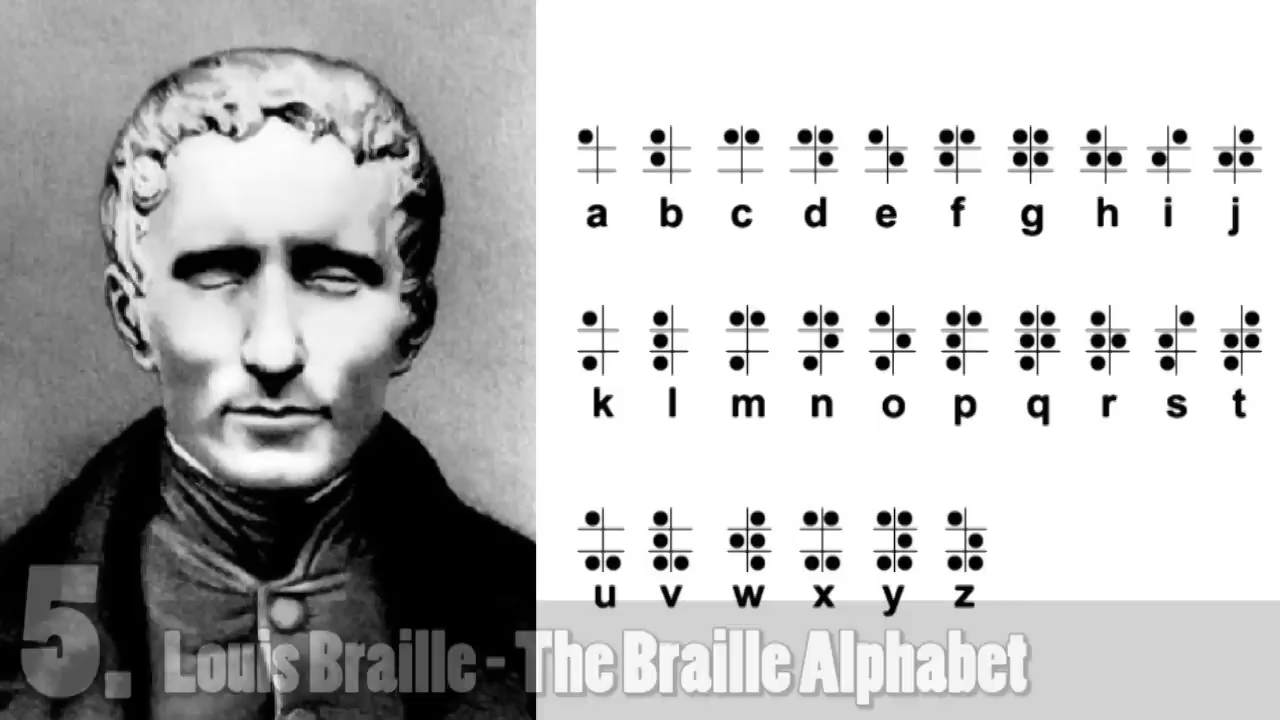 a b c d e f g h i j
k l m n o p q r s t
u v w x y z
5. Louis Braille - The Braille Alphabet